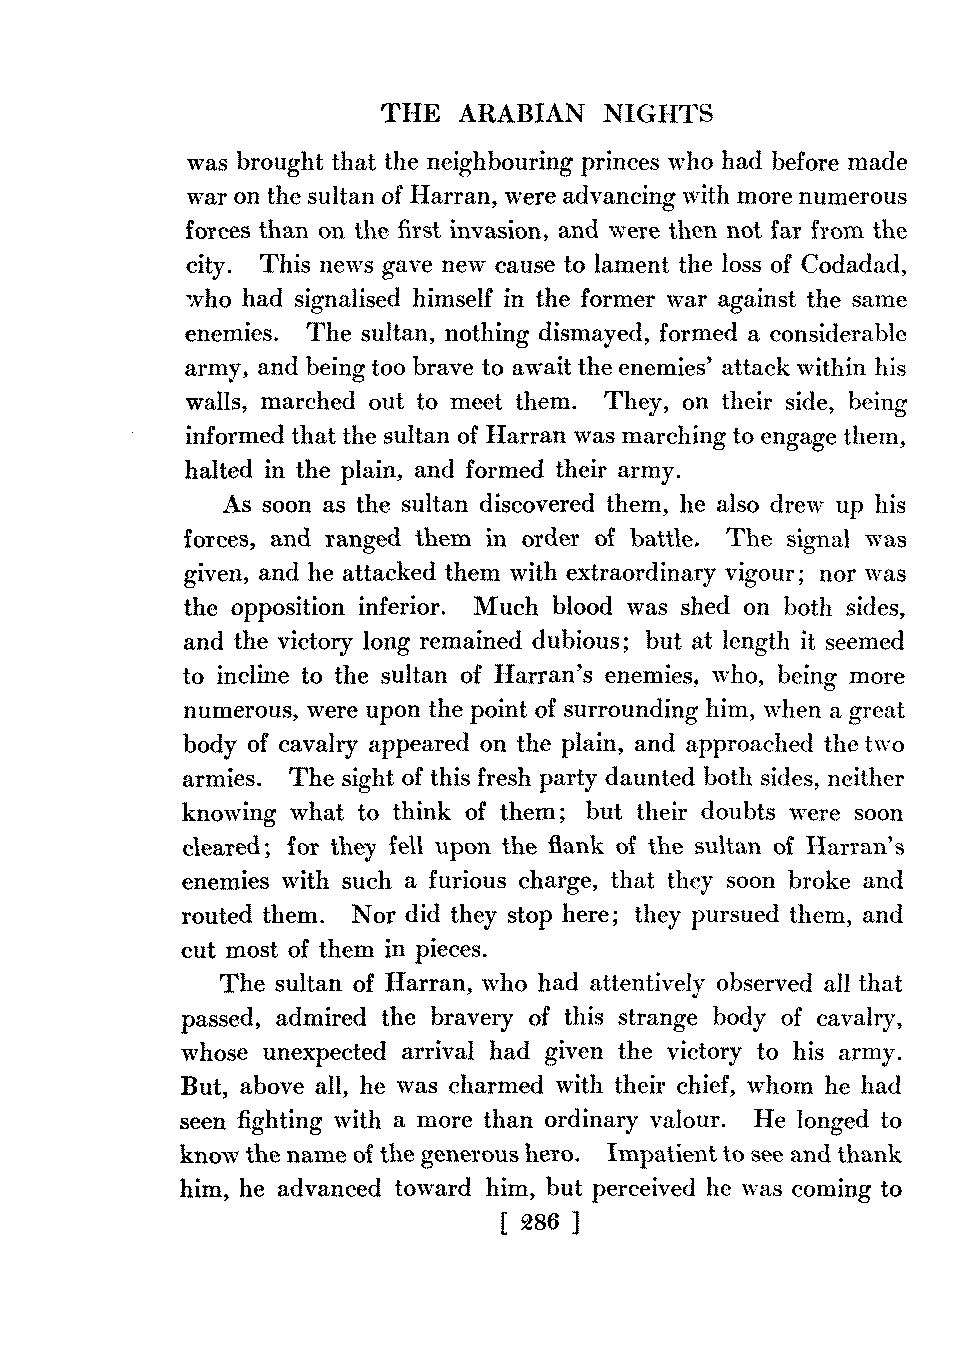 THE ARABIAN NIGHTS
was brought that the neighbouring princes who had before made
war on the sultan of Harran, were advancing with more numerous
forces than on the first invasion, and were then not far from the
city. This news gave new cause to lament the loss of Codadad,
who had signalised himself in the former war against the same
enemies. The sultan, nothing dismayed, formed a considerable
army, and being too brave to await the enemies' attack within his
walls, marched out to meet them. They, on their side, being
informed that the sultan of Harran was marching to engage them,
halted in the plain, and formed their army.
As soon as the sultan discovered them, he also drew up his
forces, and ranged them in order of battle. The signal was
given, and he attacked them with extraordinary vigour; nor was
the opposition inferior. Much blood was shed on both sides,
and the victory long remained dubious; but at length it seemed
to incline to the sultan of Harran's enemies, who, being more
numerous, were upon the point of surrounding him, when a great
body of cavalry appeared on the plain, and approached the two
armies. The sight of this fresh party daunted both sides, neither
knowing what to think of them; but their doubts were soon
cleared; for they fell upon the flank of the sultan of Harran's
enemies with such a furious charge, that they soon broke and
routed them. Nor did they stop here; they pursued them, and
cut most of them in pieces.
The sultan of Harran, who had attentively observed all that
passed, admired the bravery of this strange body of cavalry,
whose unexpected arrival had given the victory to his army.
But, above all, he was charmed with their chief, whom he had
seen fighting with a more than ordinary valour. He longed to
know the name of the generous hero. Impatient to see and thank
him, he advanced toward him, but perceived he was coming to
[ 286 ]